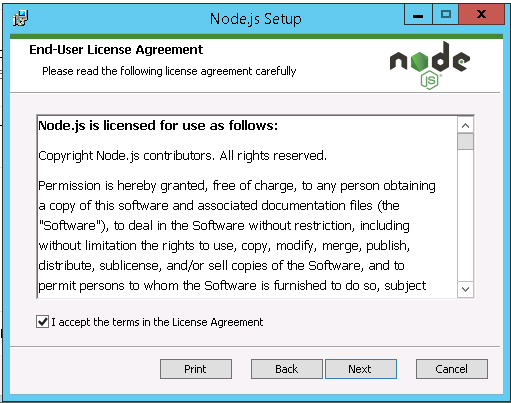 Node.js Setup
End-User License Agreement
Please read the following license agreement carefully
node
JS
Node.js is licensed for use as follows:
Copyright Node.js contributors. All rights reserved.
Permission is hereby granted, free of charge, to any person obtaining
a copy of this software and associated documentation files (the
"Software"), to deal in the Software without restriction, including
without limitation the rights to use, copy, modify, merge, publish,
distribute, sublicense, and/or sell copies of the Software, and to
permit persons to whom the Software is furnished to do so, subject
I accept the terms in the License Agreement
Print
Back
Next
Cancel